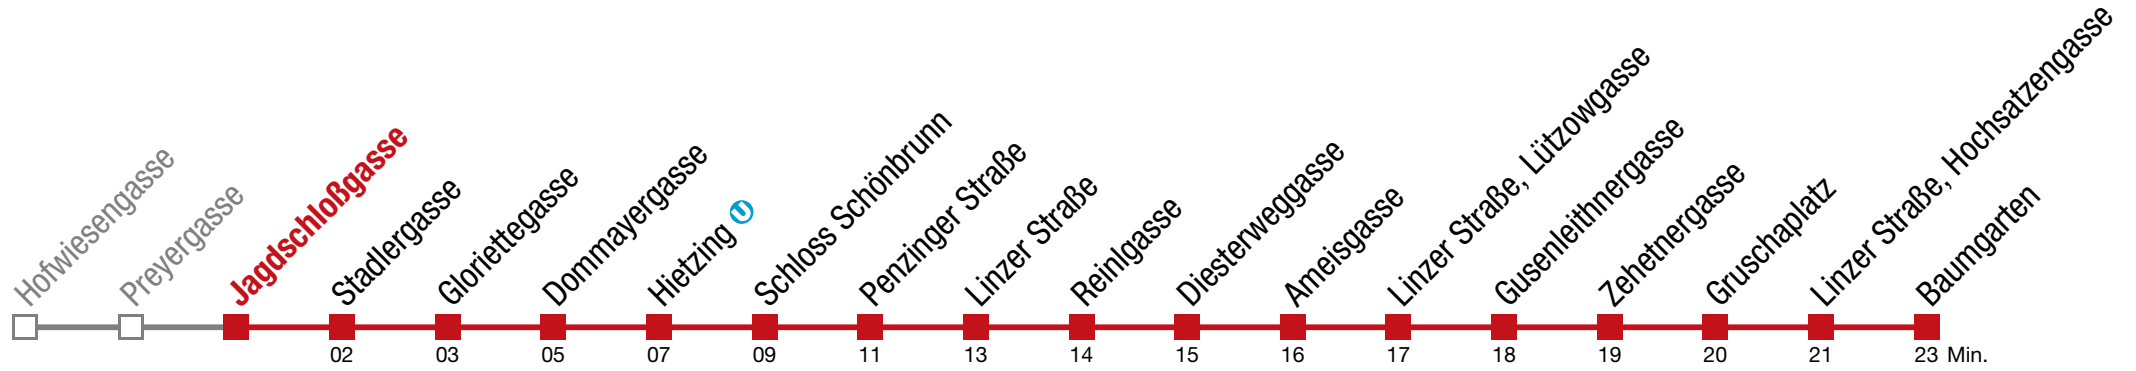 Hofwiesengasse
Preyergasse
Jagdschloßgasse
Stadlergasse
Gloriettegasse
Dommayergasse
Hietzing U
Schloss Schönbrunn
Penzinger Straße
Linzer Straße
Reinlgasse
Diesterweggasse
Ameisgasse
Linzer Straße, Lützowgasse
Gusenleithnergasse
Zehetnergasse
Gruschaplatz
Linzer Straße, Hochsatzengasse
Baumgarten
02 03 05 07 09 11 13 14 15 16 17 18 19 20 21 23 Min.